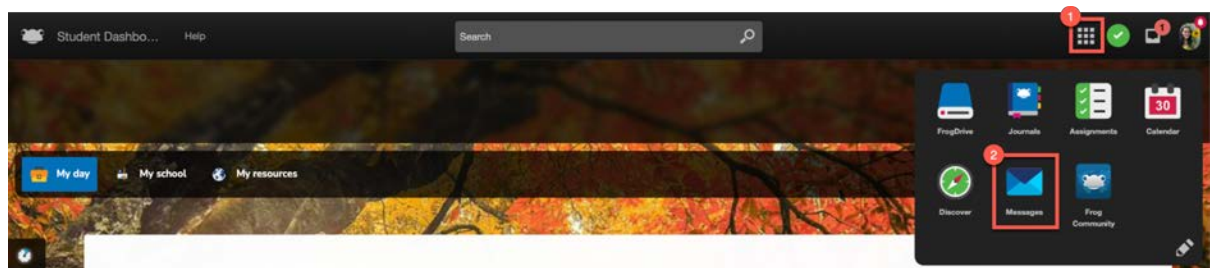 1
Student Dashbo...
Help
Search
1
30
FrogDrive
Journals
Assignments
Calendar
2
My day
My school
My resources
Discover
Messages
Frog
Community